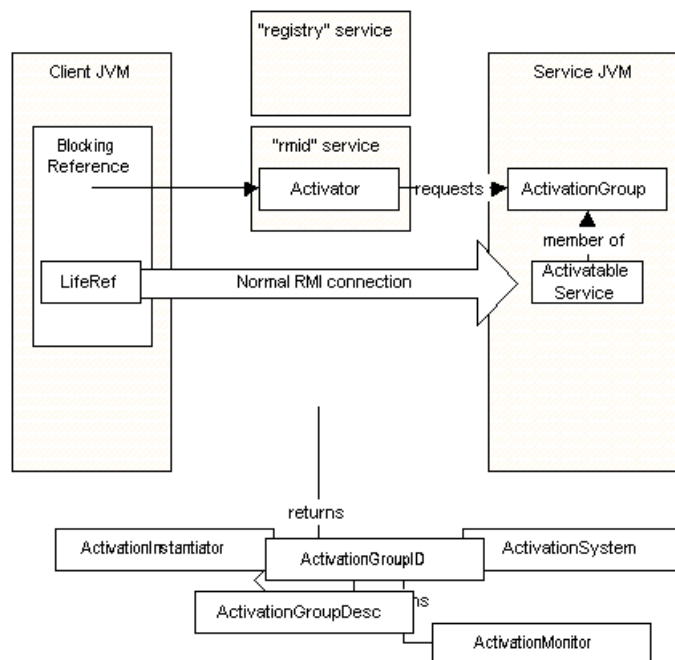 "registry" service
Client JVM
Service JVM
Blocking
Reference
"rmid" service
Activator
requests
ActivationGroup
member of
LifeRef
Normal RMI connection
Activatable
Service
returns
ActivationInstantiator
ActivationGroupID
ActivationSystem
ActivationGroupDesc
ActivationMonitor